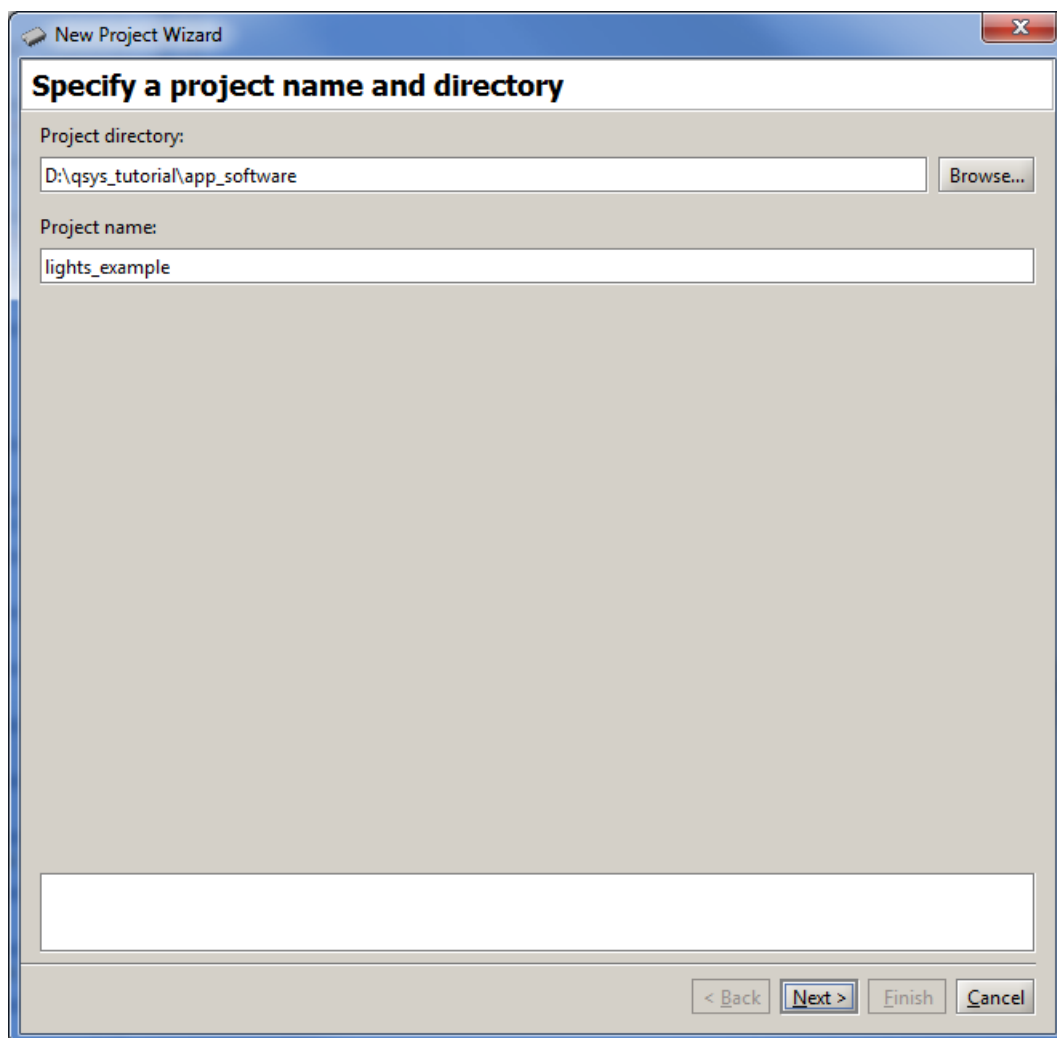 New Project Wizard
Specify a project name and directory
Project directory:
D:\qsys_tutorial\app_software
Browse...
Project name:
lights_example
< Back Next > Finish Cancel